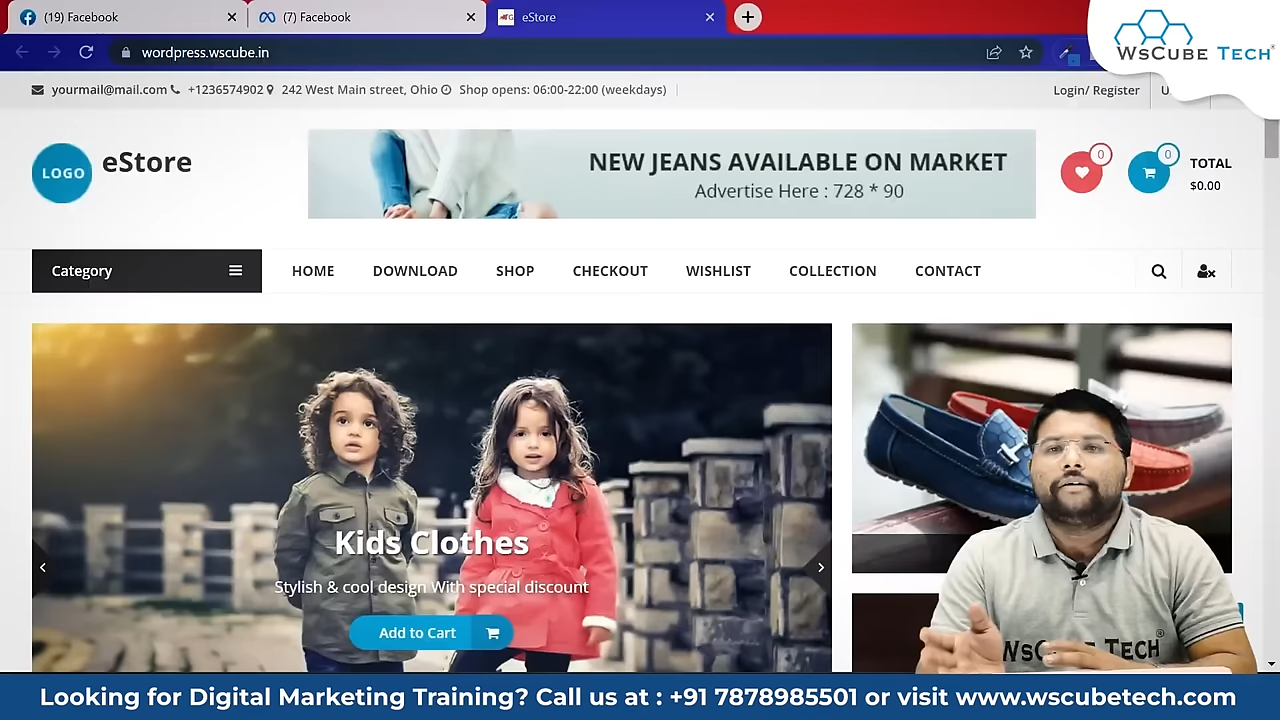 (19) Facebook
(7) Facebook
eStore
WsCube Tech®
wordpress.wscube.in
yourmail@mail.com +1236574902 242 West Main street, Ohio Shop opens: 06:00-22:00 (weekdays)
Login/ Register
LOGO
eStore
NEW JEANS AVAILABLE ON MARKET
Advertise Here : 728 * 90
0
0
TOTAL
$0.00
Category
HOME
DOWNLOAD
SHOP
CHECKOUT
WISHLIST
COLLECTION
CONTACT
Kids Clothes
Stylish & cool design With special discount
Add to Cart
WsCube Tech®
Looking for Digital Marketing Training? Call us at : +91 7878985501 or visit www.wscubetech.com